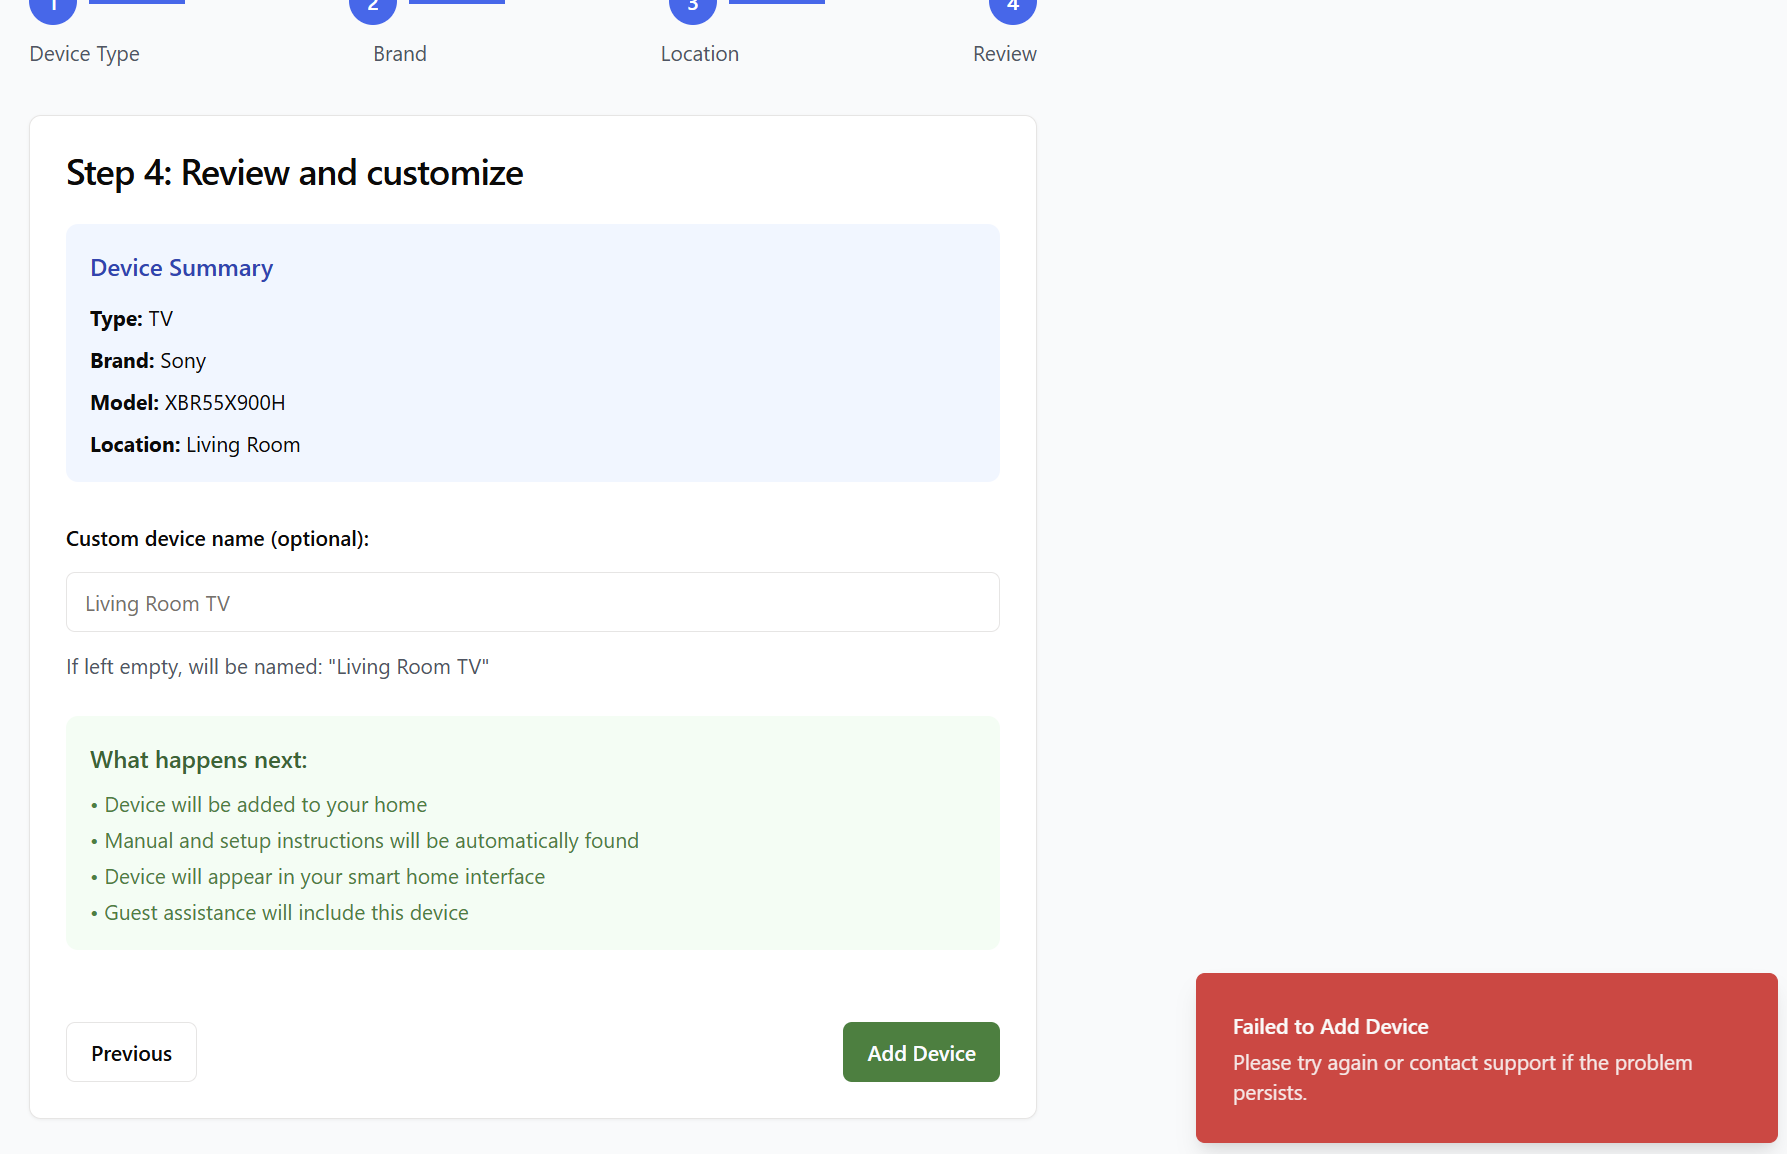 1 2 3 4
Device Type Brand Location Review
Step 4: Review and customize
Device Summary
Type: TV
Brand: Sony
Model: XBR55X900H
Location: Living Room
Custom device name (optional):
Living Room TV
If left empty, will be named: "Living Room TV"
What happens next:
• Device will be added to your home
• Manual and setup instructions will be automatically found
• Device will appear in your smart home interface
• Guest assistance will include this device
Previous
Add Device
Failed to Add Device
Please try again or contact support if the problem
persists.